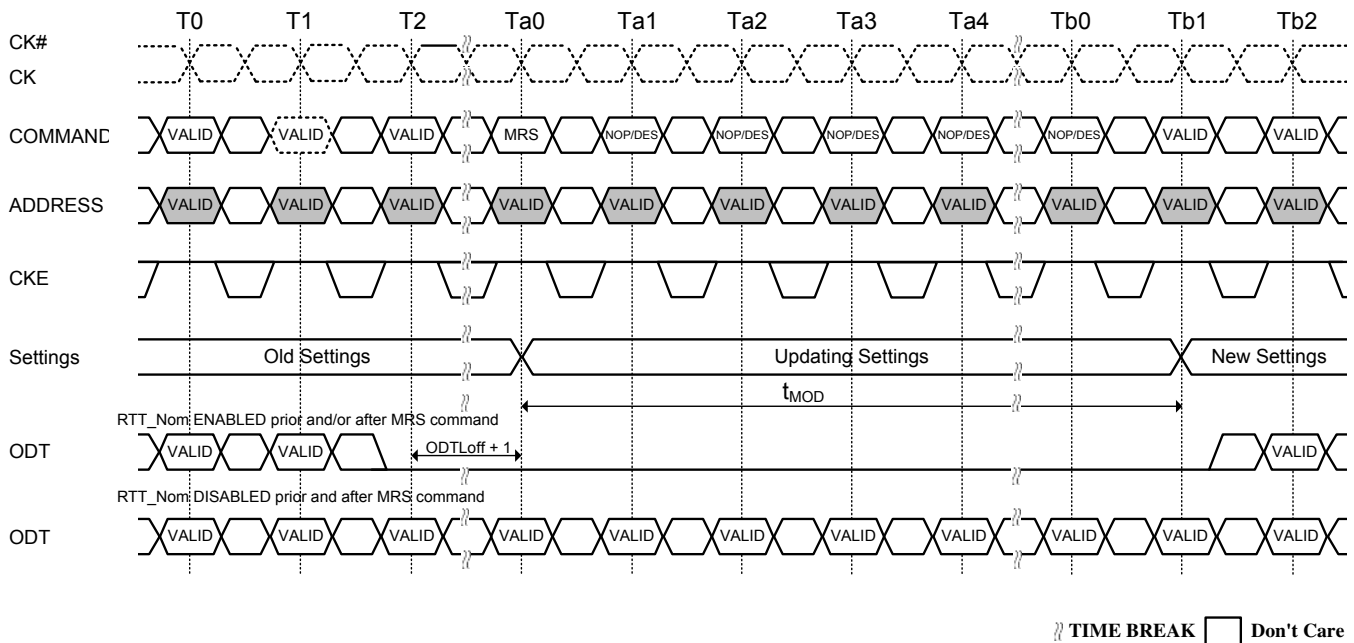 T0 T1 T2 Ta0 Ta1 Ta2 Ta3 Ta4 Tb0 Tb1 Tb2
CK#
CK
COMMAND VALID VALID VALID MRS NOP/DES NOP/DES NOP/DES NOP/DES NOP/DES VALID VALID
ADDRESS VALID VALID VALID VALID VALID VALID VALID VALID VALID VALID VALID
CKE
Settings Old Settings Updating Settings New Settings
tMOD
RTT_Nom ENABLED prior and/or after MRS command
ODT VALID VALID ODTLoff + 1 VALID
RTT_Nom DISABLED prior and after MRS command
ODT VALID VALID VALID VALID VALID VALID VALID VALID VALID VALID VALID
TIME BREAK Don't Care